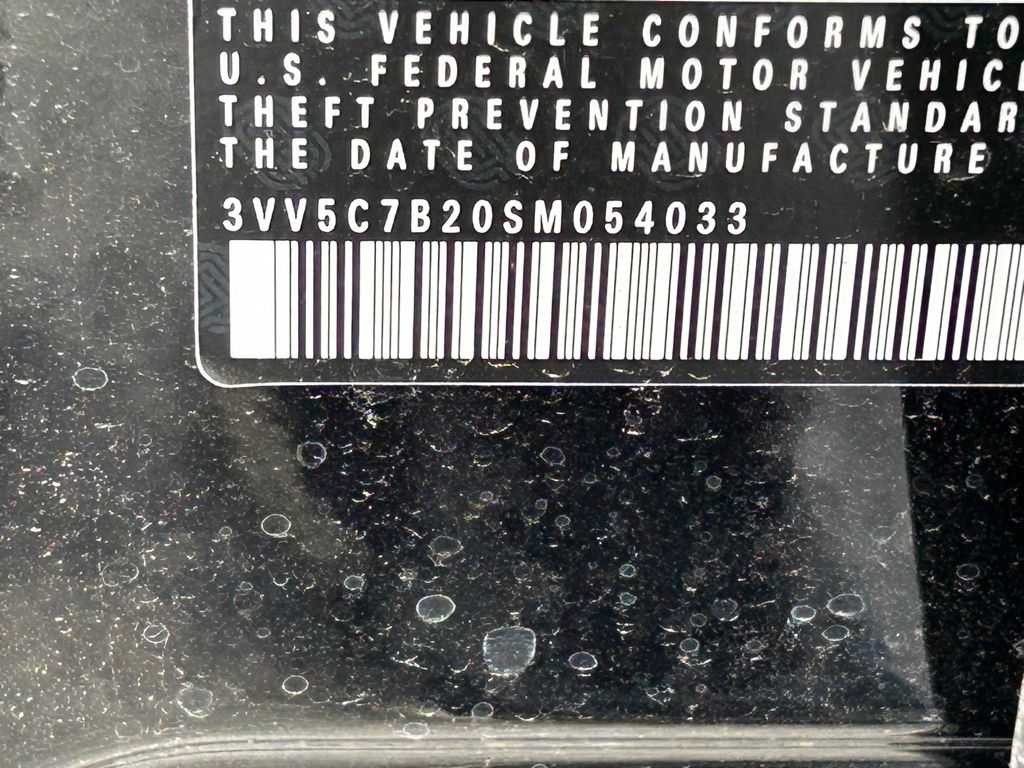 THIS VEHICLE CONFORMS TO
U.S. FEDERAL MOTOR VEHIC
THEFT PREVENTION STANDAR
THE DATE OF MANUFACTURE
3VV5C7B20SM054033